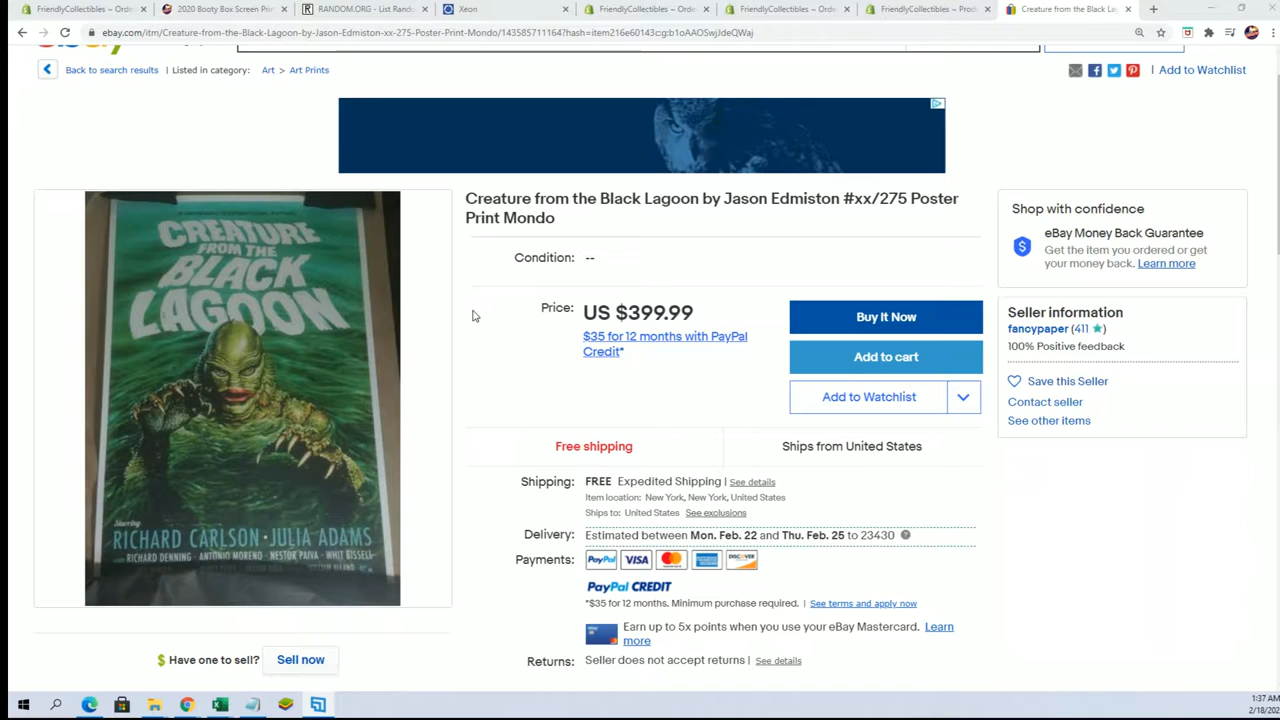 FriendlyCollectibles ~ Orde
2020 Booty Box Screen Prin
RANDOM.ORG - List Rando
Xeon
FriendlyCollectibles ~ Orde
FriendlyCollectibles ~ Orde
FriendlyCollectibles ~ Prod
Creature from the Black Lag
ebay.com/itm/Creature-from-the-Black-Lagoon-by-Jason-Edmiston-xx-275-Poster-Print-Mondo/143585711164?hash=item216e60143c:g:b1oAAOSwjJdeQWaj
Back to search results | Listed in category: Art > Art Prints
| Add to Watchlist
Creature from the Black Lagoon by Jason Edmiston #xx/275 Poster
Print Mondo
Condition: --
Price: US $399.99
$35 for 12 months with PayPal
Credit*
Buy It Now
Add to cart
Add to Watchlist
Free shipping
Ships from United States
Shipping: FREE Expedited Shipping | See details
Item location: New York, New York, United States
Ships to: United States See exclusions
Delivery: Estimated between Mon. Feb. 22 and Thu. Feb. 25 to 23430
Payments: PayPal VISA MasterCard AMERICAN EXPRESS DISCOVER
PayPal CREDIT
*$35 for 12 months. Minimum purchase required. | See terms and apply now
Earn up to 5x points when you use your eBay Mastercard. Learn
more
Returns: Seller does not accept returns | See details
Shop with confidence
eBay Money Back Guarantee
Get the item you ordered or get
your money back. Learn more
Seller information
fancypaper (411)
100% Positive feedback
Save this Seller
Contact seller
See other items
CREATURE
FROM THE
BLACK
LAGOON
Starring
RICHARD CARLSON · JULIA ADAMS
RICHARD DENNING · ANTONIO MORENO · NESTOR PAIVA · WHIT BISSELL
Have one to sell? Sell now
1:37 AM
2/18/202